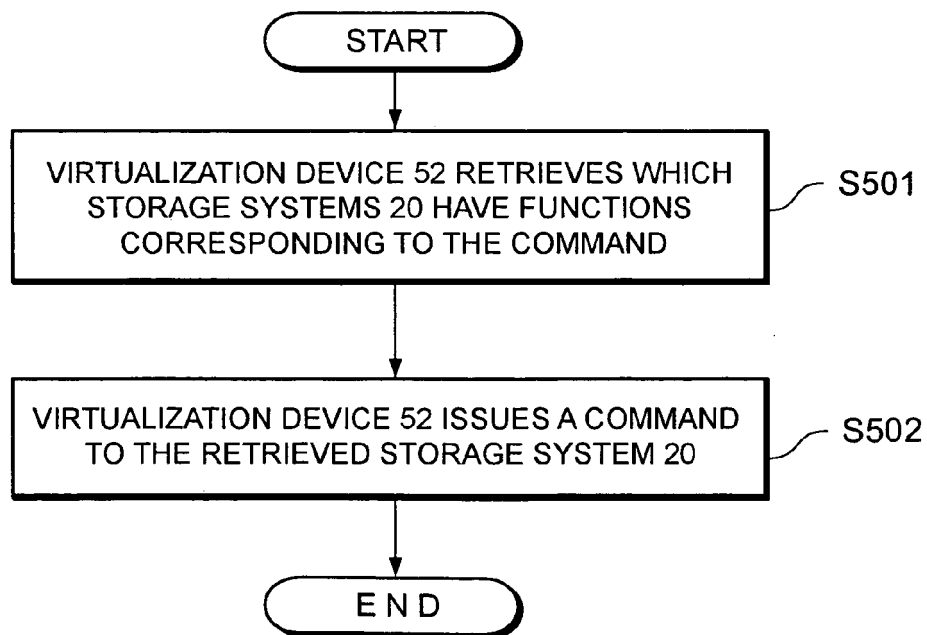 START
VIRTUALIZATION DEVICE 52 RETRIEVES WHICH
STORAGE SYSTEMS 20 HAVE FUNCTIONS
CORRESPONDING TO THE COMMAND
S501
VIRTUALIZATION DEVICE 52 ISSUES A COMMAND
TO THE RETRIEVED STORAGE SYSTEM 20
S502
E N D